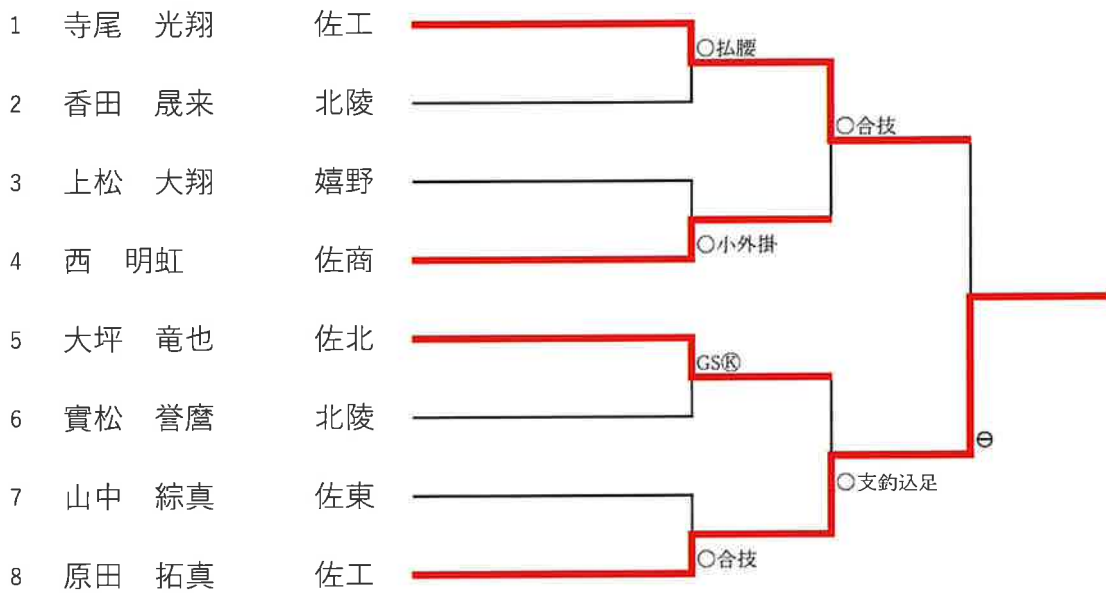 1 寺尾 光翔 佐工
○払腰
2 香田 晟来 北陵
○合技
3 上松 大翔 嬉野
○小外掛
4 西 明虹 佐商
5 大坪 竜也 佐北
GSⓀ
6 實松 誉麿 北陵
⊖
7 山中 綜真 佐東
○支釣込足
○合技
8 原田 拓真 佐工